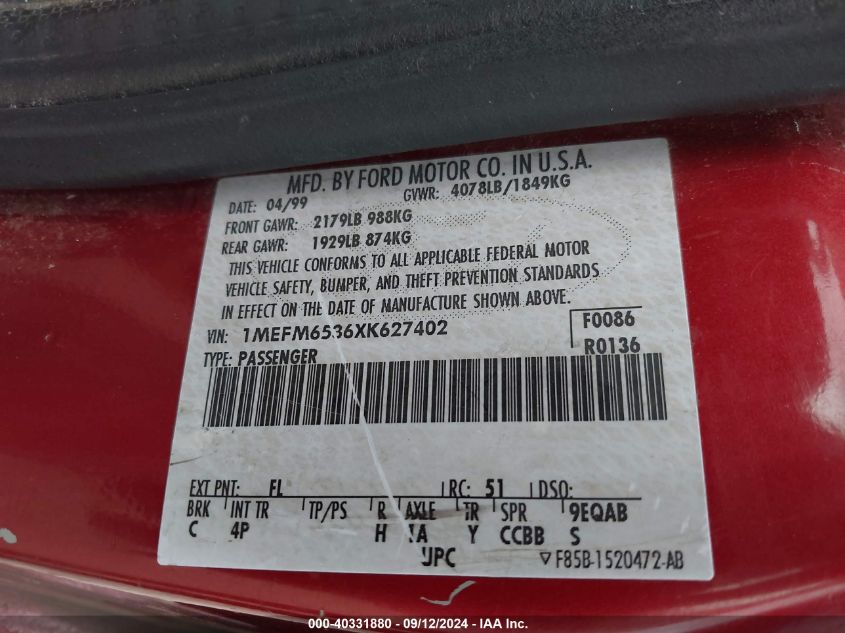 MFD. BY FORD MOTOR CO. IN U.S.A.
DATE: 04/99 GVWR: 4078LB/1849KG
FRONT GAWR: 2179LB 988KG
REAR GAWR: 1929LB 874KG
THIS VEHICLE CONFORMS TO ALL APPLICABLE FEDERAL MOTOR
VEHICLE SAFETY, BUMPER, AND THEFT PREVENTION STANDARDS
IN EFFECT ON THE DATE OF MANUFACTURE SHOWN ABOVE.
VIN: 1MEFM6536XK627402 F0086
TYPE: PASSENGER R0136
EXT PNT: FL RC: 51 DSO:
BRK INT TR TP/PS R AXLE TR SPR 9EQAB
C 4P H Y CCBB S
UPC ▽F85B-1520472-AB
000-40331880 - 09/12/2024 - IAA Inc.